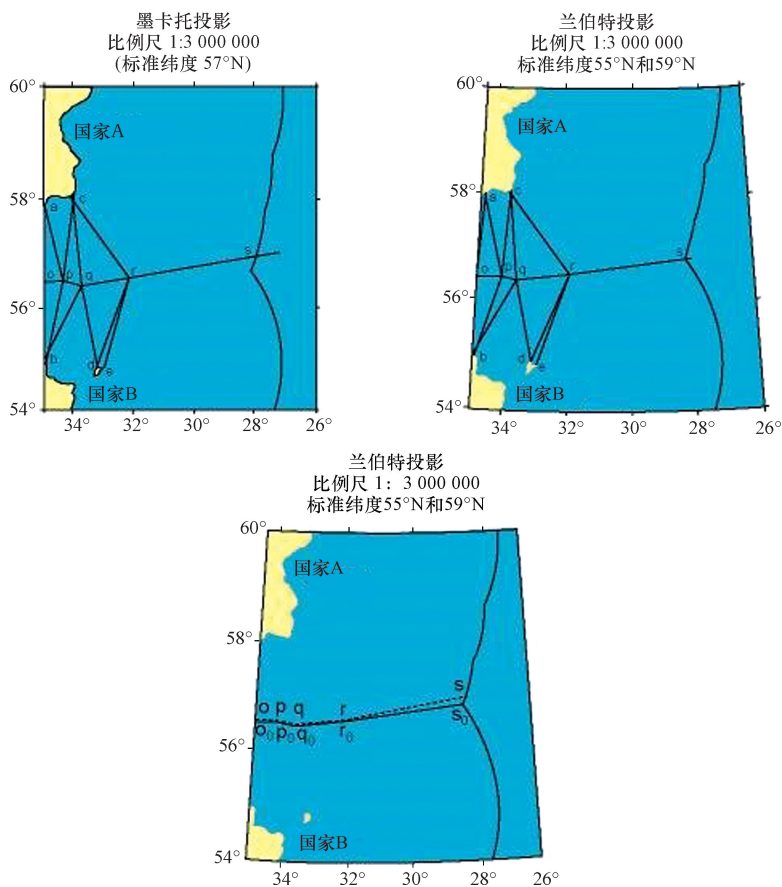 墨卡托投影
比例尺 1:3 000 000
(标准纬度 57°N)
60°
国家A
58°
a
c
s
o
p
q
r
56°
b
d
e
国家B
54°
34°
32°
30°
28°
26°
兰伯特投影
比例尺 1:3 000 000
标准纬度55°N和59°N
60°
国家A
58°
a
c
s
o
p
q
r
56°
b
d
e
国家B
54°
34°
32°
30°
28°
26°
兰伯特投影
比例尺 1: 3 000 000
标准纬度55°N和59°N
60°
国家A
58°
s
o p q r
s₀
o₀ p₀ q₀ r₀
56°
国家B
54°
34°
32°
30°
28°
26°